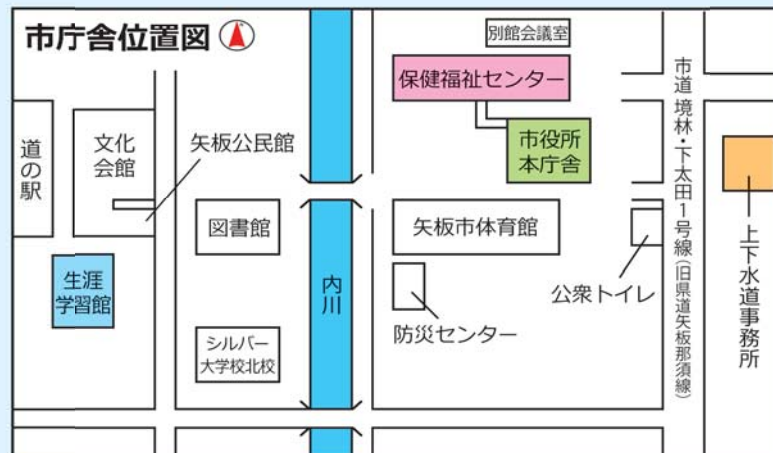 市庁舎位置図
別館会議室
保健福祉センター
市役所
本庁舎
道の駅
文化
会館
矢板公民館
図書館
矢板市体育館
内川
生涯
学習館
シルバー
大学校北校
防災センター
公衆トイレ
市道 境林・下太田1号線(旧県道矢板那須線)
上下水道事務所